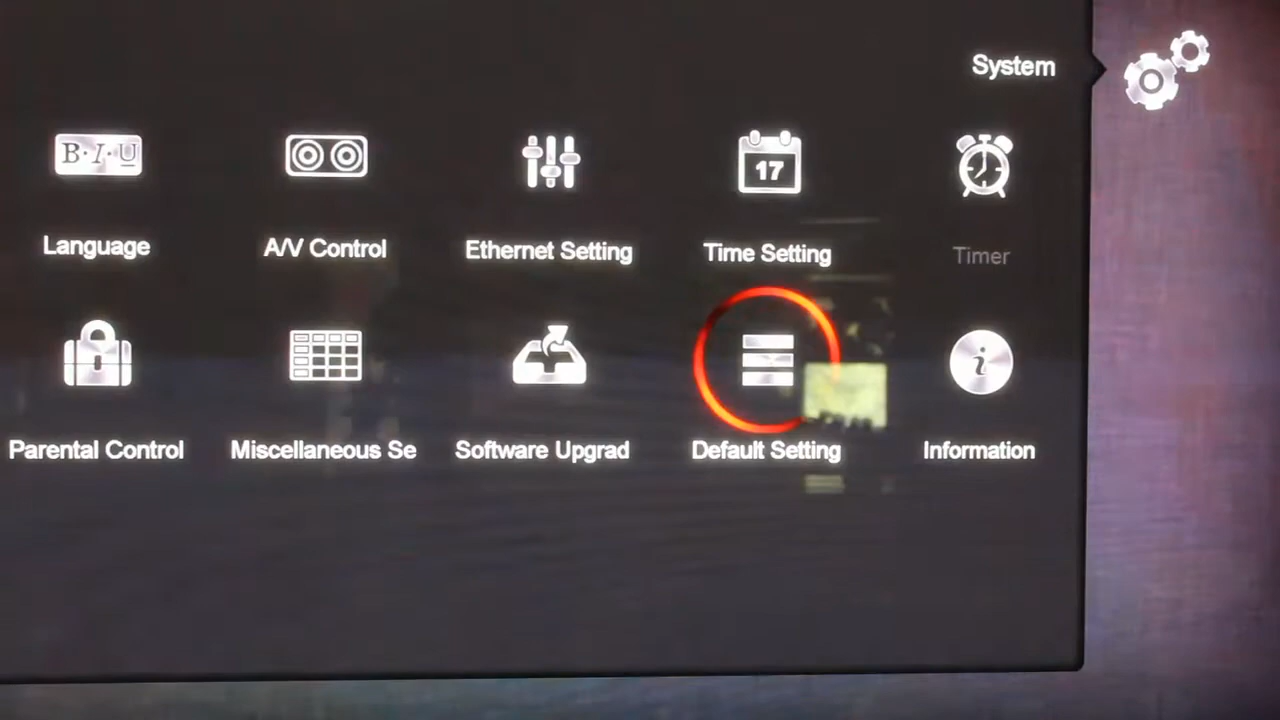 System
B·I·U
17
Language
A/V Control
Ethernet Setting
Time Setting
Timer
i
Parental Control
Miscellaneous Se
Software Upgrad
Default Setting
Information